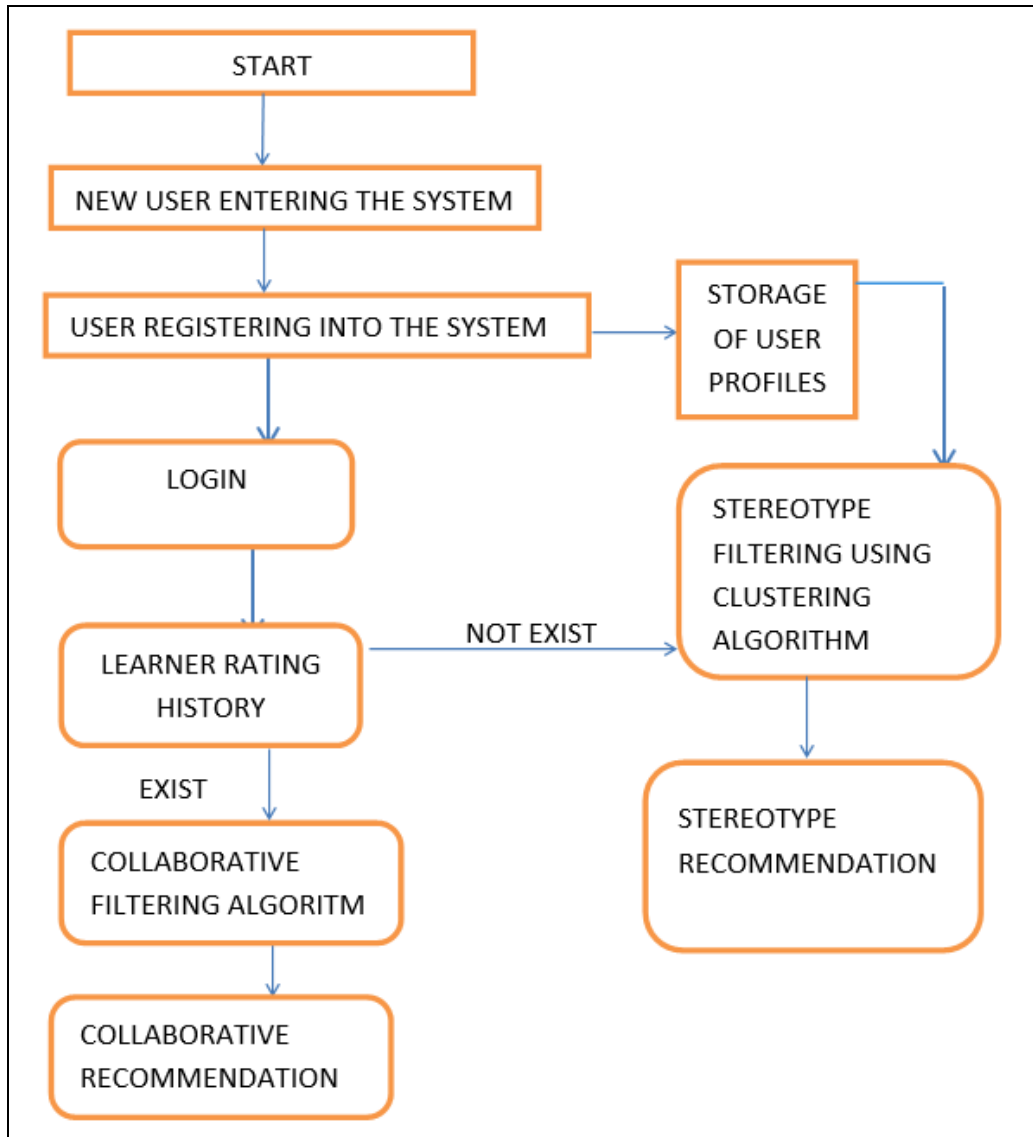 START
NEW USER ENTERING THE SYSTEM
USER REGISTERING INTO THE SYSTEM
STORAGE
OF USER
PROFILES
LOGIN
STEREOTYPE
FILTERING USING
CLUSTERING
ALGORITHM
NOT EXIST
LEARNER RATING
HISTORY
EXIST
COLLABORATIVE
FILTERING ALGORITM
STEREOTYPE
RECOMMENDATION
COLLABORATIVE
RECOMMENDATION